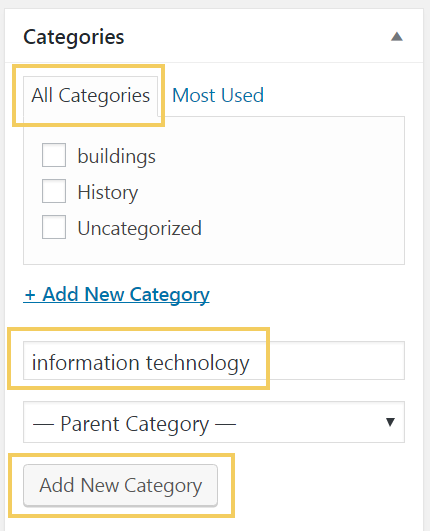 Categories
All Categories Most Used
buildings
History
Uncategorized
+ Add New Category
information technology
— Parent Category —
Add New Category